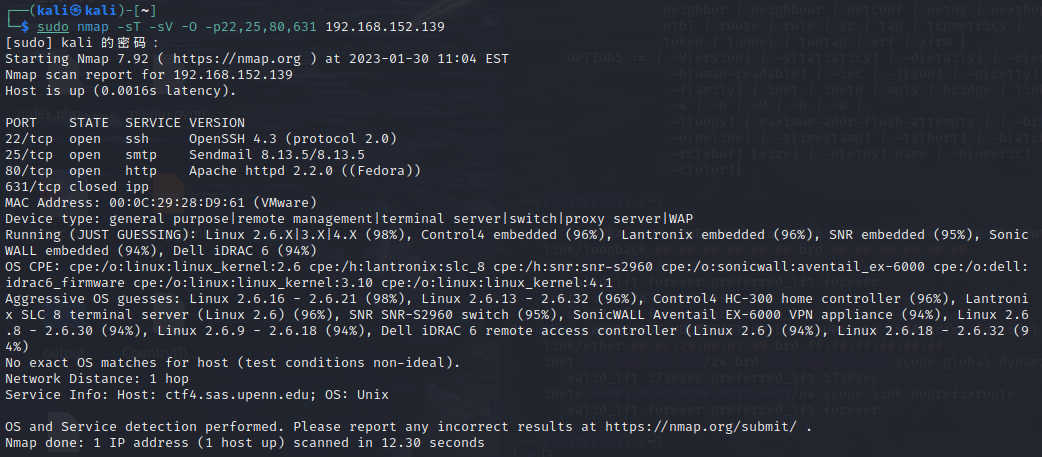 ┌──(kali㉿kali)-[~]
└─$ sudo nmap -sT -sV -O -p22,25,80,631 192.168.152.139
[sudo] kali 的密码：
Starting Nmap 7.92 ( https://nmap.org ) at 2023-01-30 11:04 EST
Nmap scan report for 192.168.152.139
Host is up (0.0016s latency).
PORT    STATE  SERVICE VERSION
22/tcp  open   ssh     OpenSSH 4.3 (protocol 2.0)
25/tcp  open   smtp    Sendmail 8.13.5/8.13.5
80/tcp  open   http    Apache httpd 2.2.0 ((Fedora))
631/tcp closed ipp
MAC Address: 00:0C:29:28:D9:61 (VMware)
Device type: general purpose|remote management|terminal server|switch|proxy server|WAP
Running (JUST GUESSING): Linux 2.6.X|3.X|4.X (98%), Control4 embedded (96%), Lantronix embedded (96%), SNR embedded (95%), Sonic
WALL embedded (94%), Dell iDRAC 6 (94%)
OS CPE: cpe:/o:linux:linux_kernel:2.6 cpe:/h:lantronix:slc_8 cpe:/h:snr:snr-s2960 cpe:/o:sonicwall:aventail_ex-6000 cpe:/o:dell:
idrac6_firmware cpe:/o:linux:linux_kernel:3.10 cpe:/o:linux:linux_kernel:4.1
Aggressive OS guesses: Linux 2.6.16 - 2.6.21 (98%), Linux 2.6.13 - 2.6.32 (96%), Control4 HC-300 home controller (96%), Lantroni
x SLC 8 terminal server (Linux 2.6) (96%), SNR SNR-S2960 switch (95%), SonicWALL Aventail EX-6000 VPN appliance (94%), Linux 2.6
.8 - 2.6.30 (94%), Linux 2.6.9 - 2.6.18 (94%), Dell iDRAC 6 remote access controller (Linux 2.6) (94%), Linux 2.6.18 - 2.6.32 (9
4%)
No exact OS matches for host (test conditions non-ideal).
Network Distance: 1 hop
Service Info: Host: ctf4.sas.upenn.edu; OS: Unix
OS and Service detection performed. Please report any incorrect results at https://nmap.org/submit/ .
Nmap done: 1 IP address (1 host up) scanned in 12.30 seconds